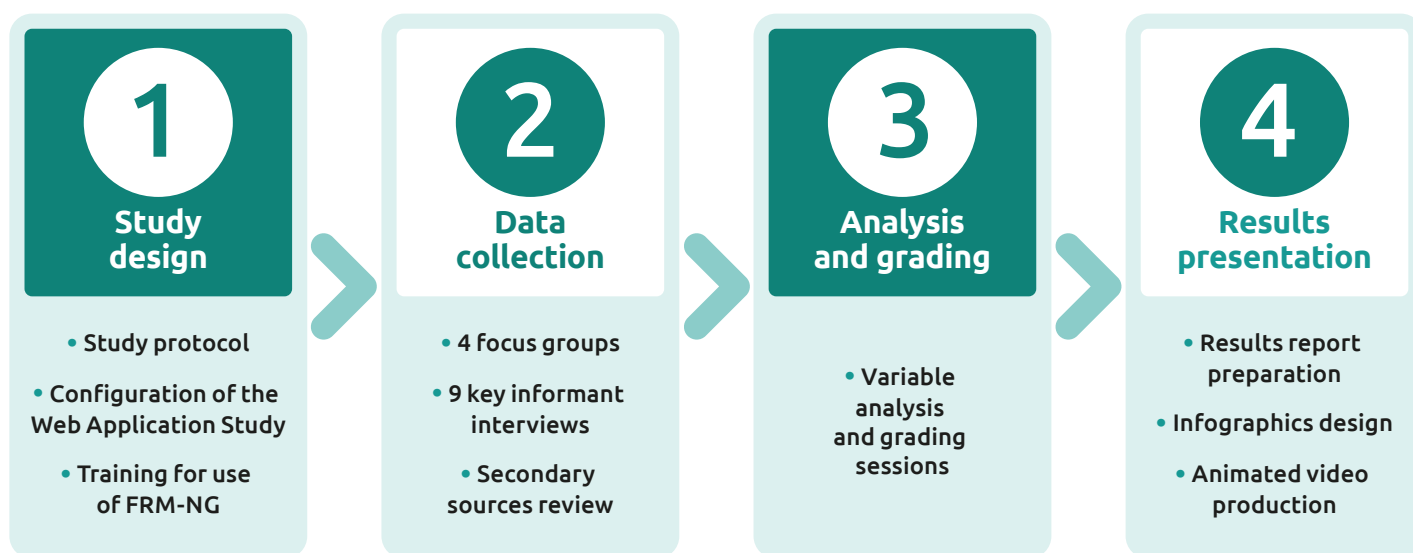 1
Study
design
• Study protocol
• Configuration of the
Web Application Study
• Training for use
of FRM-NG
2
Data
collection
• 4 focus groups
• 9 key informant
interviews
• Secondary
sources review
3
Analysis
and grading
• Variable
analysis
and grading
sessions
4
Results
presentation
• Results report
preparation
• Infographics design
• Animated video
production